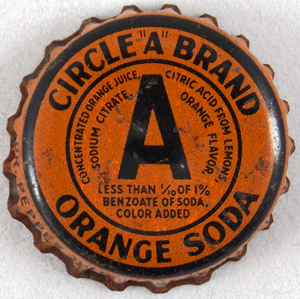 CIRCLE "A" BRAND
CONCENTRATED ORANGE JUICE,
CITRIC ACID FROM LEMONS,
SODIUM CITRATE,
ORANGE FLAVOR,
A
LESS THAN 1/10 OF 1%
BENZOATE OF SODA,
COLOR ADDED
ORANGE SODA
PEPPER